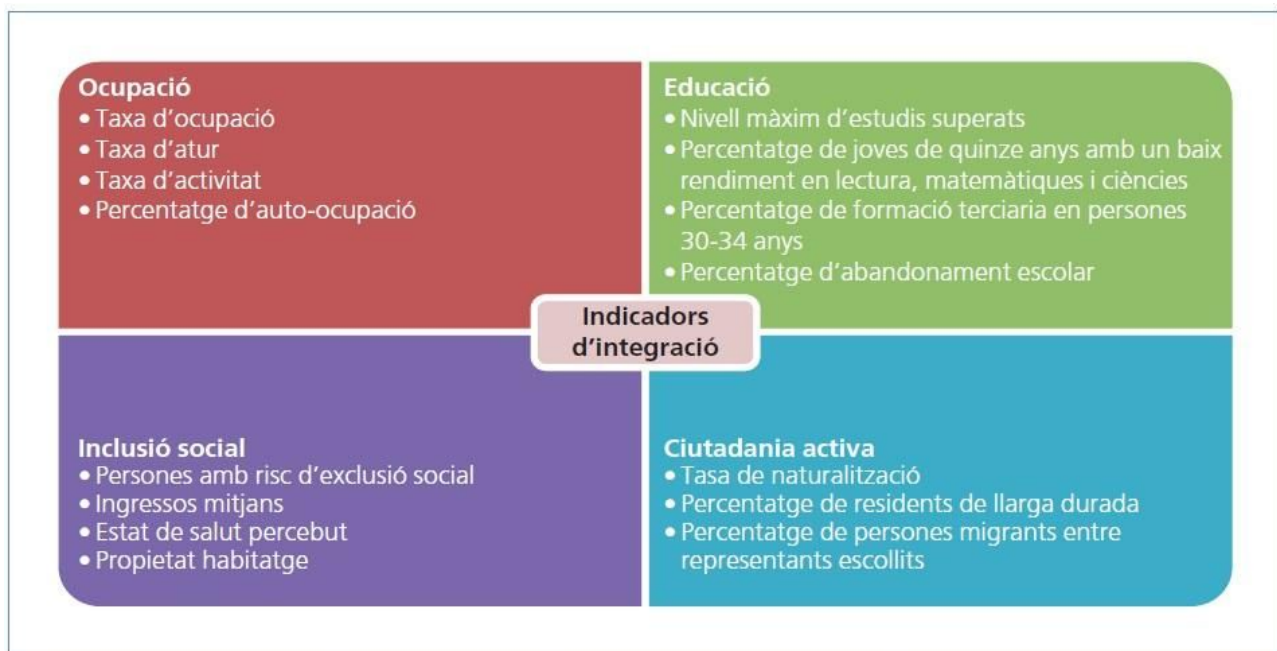 Ocupació
• Taxa d’ocupació
• Taxa d’atur
• Taxa d’activitat
• Percentatge d’auto-ocupació
Educació
• Nivell màxim d’estudis superats
• Percentatge de joves de quinze anys amb un baix
rendiment en lectura, matemàtiques i ciències
• Percentatge de formació terciaria en persones
30-34 anys
• Percentatge d’abandonament escolar
Indicadors
d’integració
Inclusió social
• Persones amb risc d’exclusió social
• Ingressos mitjans
• Estat de salut percebut
• Propietat habitatge
Ciutadania activa
• Tasa de naturalització
• Percentatge de residents de llarga durada
• Percentatge de persones migrants entre
representants escollits